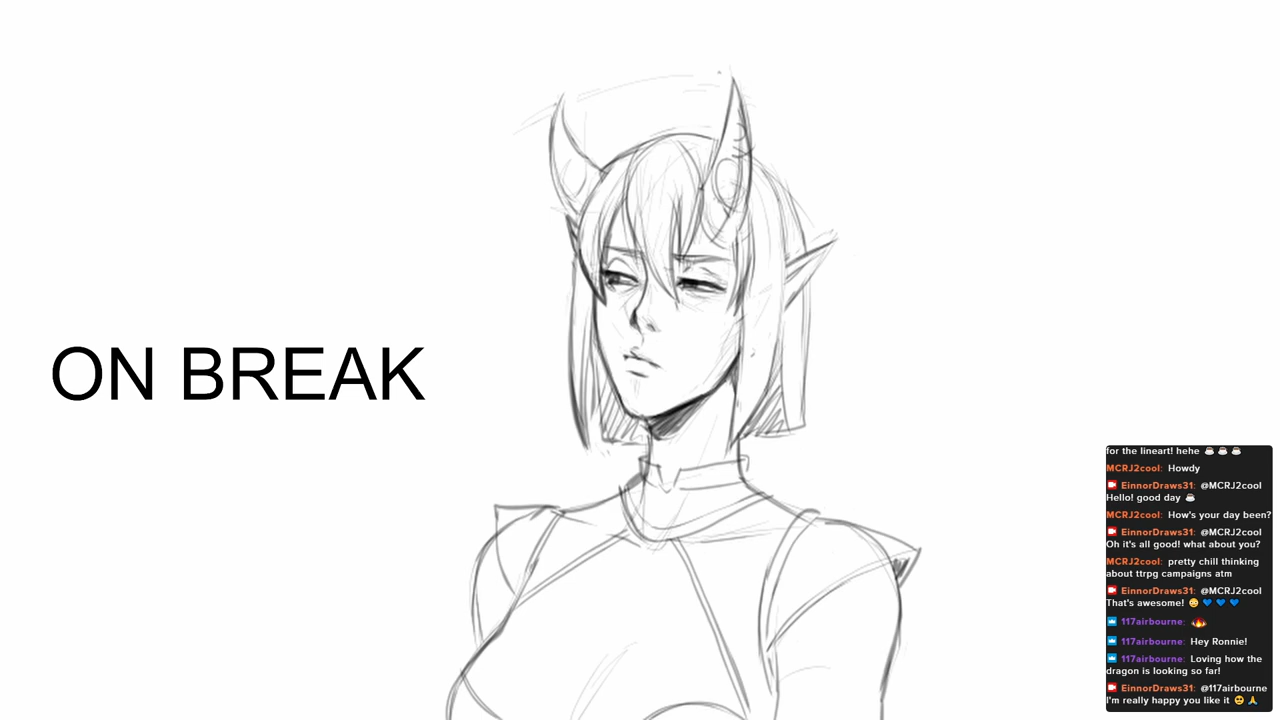 ON BREAK
for the lineart! hehe ☕ ☕ ☕
MCRJ2cool: Howdy
EinnorDraws31: @MCRJ2cool
Hello! good day ☕
MCRJ2cool: How's your day been?
EinnorDraws31: @MCRJ2cool
Oh it's all good! what about you?
MCRJ2cool: pretty chill thinking
about ttrpg campaigns atm
EinnorDraws31: @MCRJ2cool
That's awesome! 😳 💙 💙 💙
117airbourne: 🔥
117airbourne: Hey Ronnie!
117airbourne: Loving how the
dragon is looking so far!
EinnorDraws31: @117airbourne
I'm really happy you like it 🥺 🙏